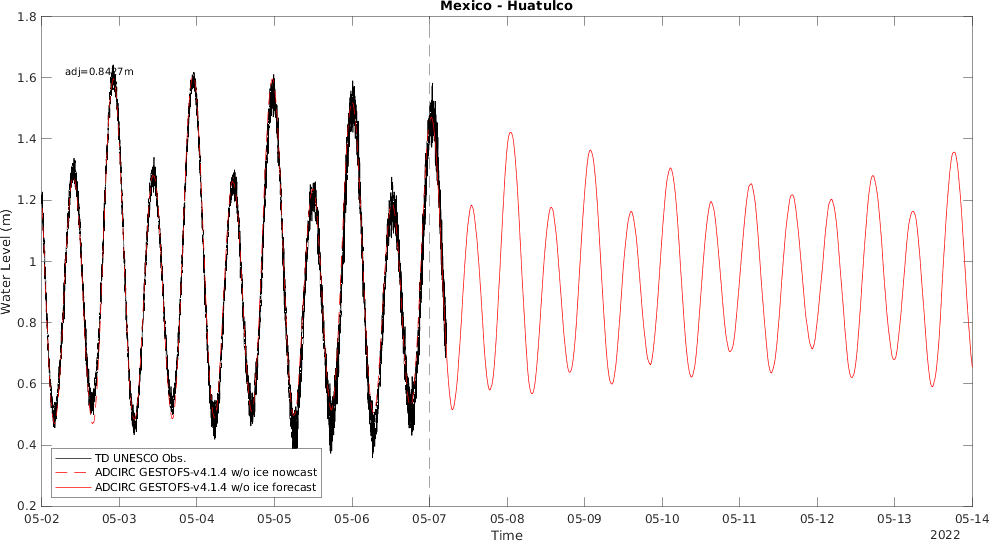 Mexico - Huatulco
1.8
1.6
1.4
1.2
1
0.8
0.6
0.4
0.2
Water Level (m)
adj=0.8427m
TD UNESCO Obs.
ADCIRC GESTOFS-v4.1.4 w/o ice nowcast
ADCIRC GESTOFS-v4.1.4 w/o ice forecast
05-02 05-03 05-04 05-05 05-06 05-07 05-08 05-09 05-10 05-11 05-12 05-13 05-14
Time
2022